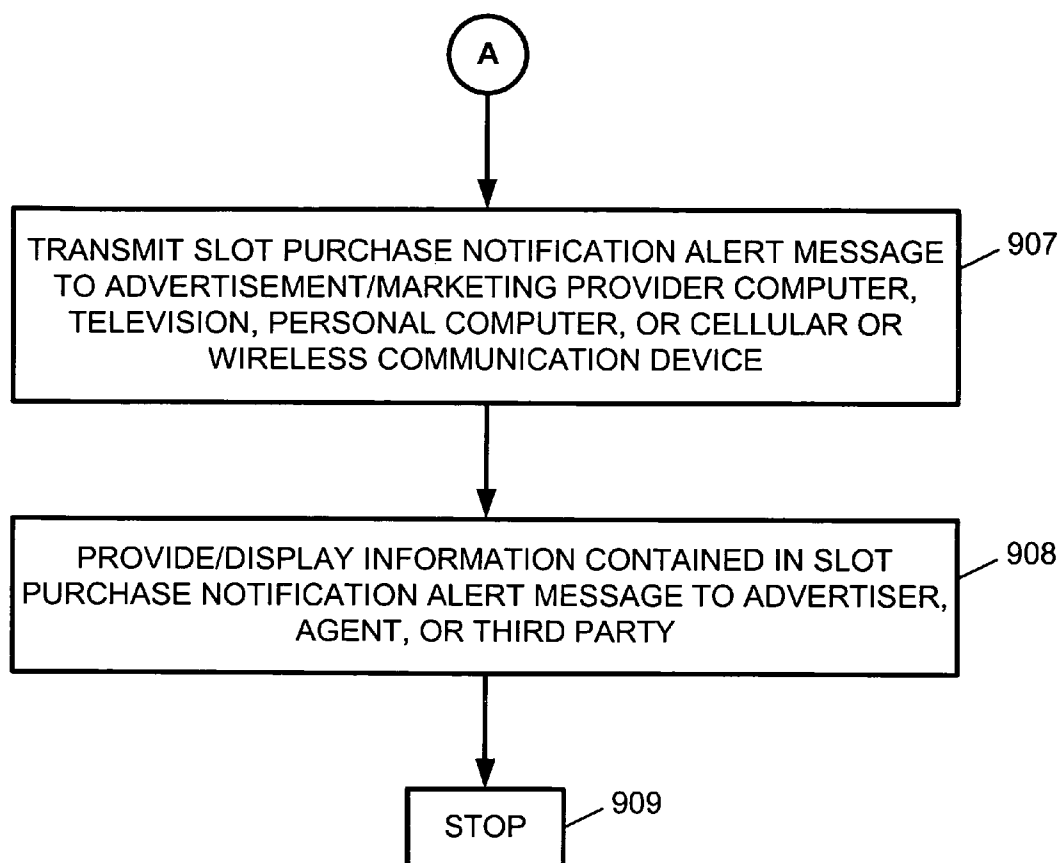 A
TRANSMIT SLOT PURCHASE NOTIFICATION ALERT MESSAGE
TO ADVERTISEMENT/MARKETING PROVIDER COMPUTER,
TELEVISION, PERSONAL COMPUTER, OR CELLULAR OR
WIRELESS COMMUNICATION DEVICE
907
PROVIDE/DISPLAY INFORMATION CONTAINED IN SLOT
PURCHASE NOTIFICATION ALERT MESSAGE TO ADVERTISER,
AGENT, OR THIRD PARTY
908
STOP
909